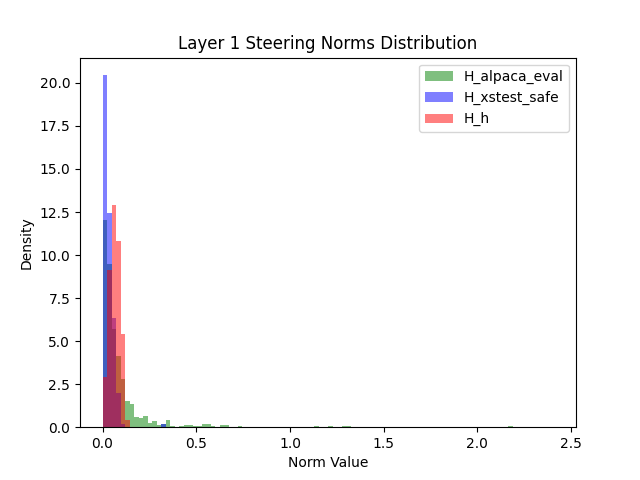 Layer 1 Steering Norms Distribution
H_alpaca_eval
H_xstest_safe
H_h
Density
20.0
17.5
15.0
12.5
10.0
7.5
5.0
2.5
0.0
0.0 0.5 1.0 1.5 2.0 2.5
Norm Value